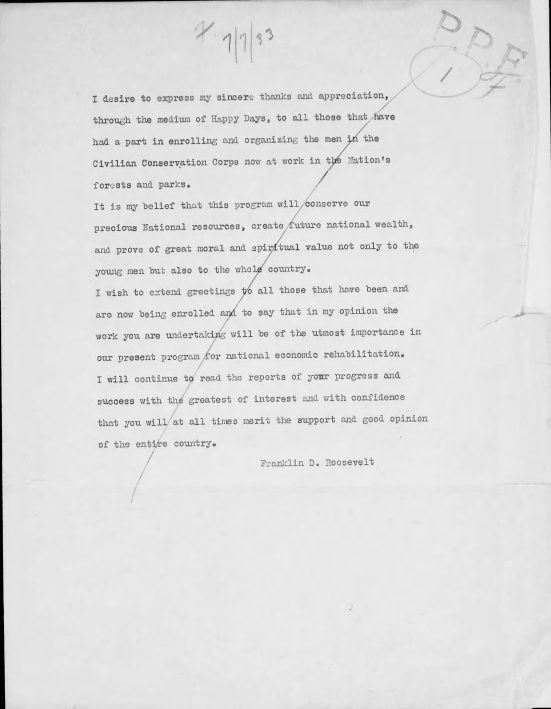 7/7/33
P.P.F.
1
I desire to express my sincere thanks and appreciation,
through the medium of Happy Days, to all those that have
had a part in enrolling and organizing the men in the
Civilian Conservation Corps now at work in the Nation's
forests and parks.
It is my belief that this program will conserve our
precious National resources, create future national wealth,
and prove of great moral and spiritual value not only to the
young men but also to the whole country.
I wish to extend greetings to all those that have been and
are now being enrolled and to say that in my opinion the
work you are undertaking will be of the utmost importance in
our present program for national economic rehabilitation.
I will continue to read the reports of your progress and
success with the greatest of interest and with confidence
that you will at all times merit the support and good opinion
of the entire country.
Franklin D. Roosevelt